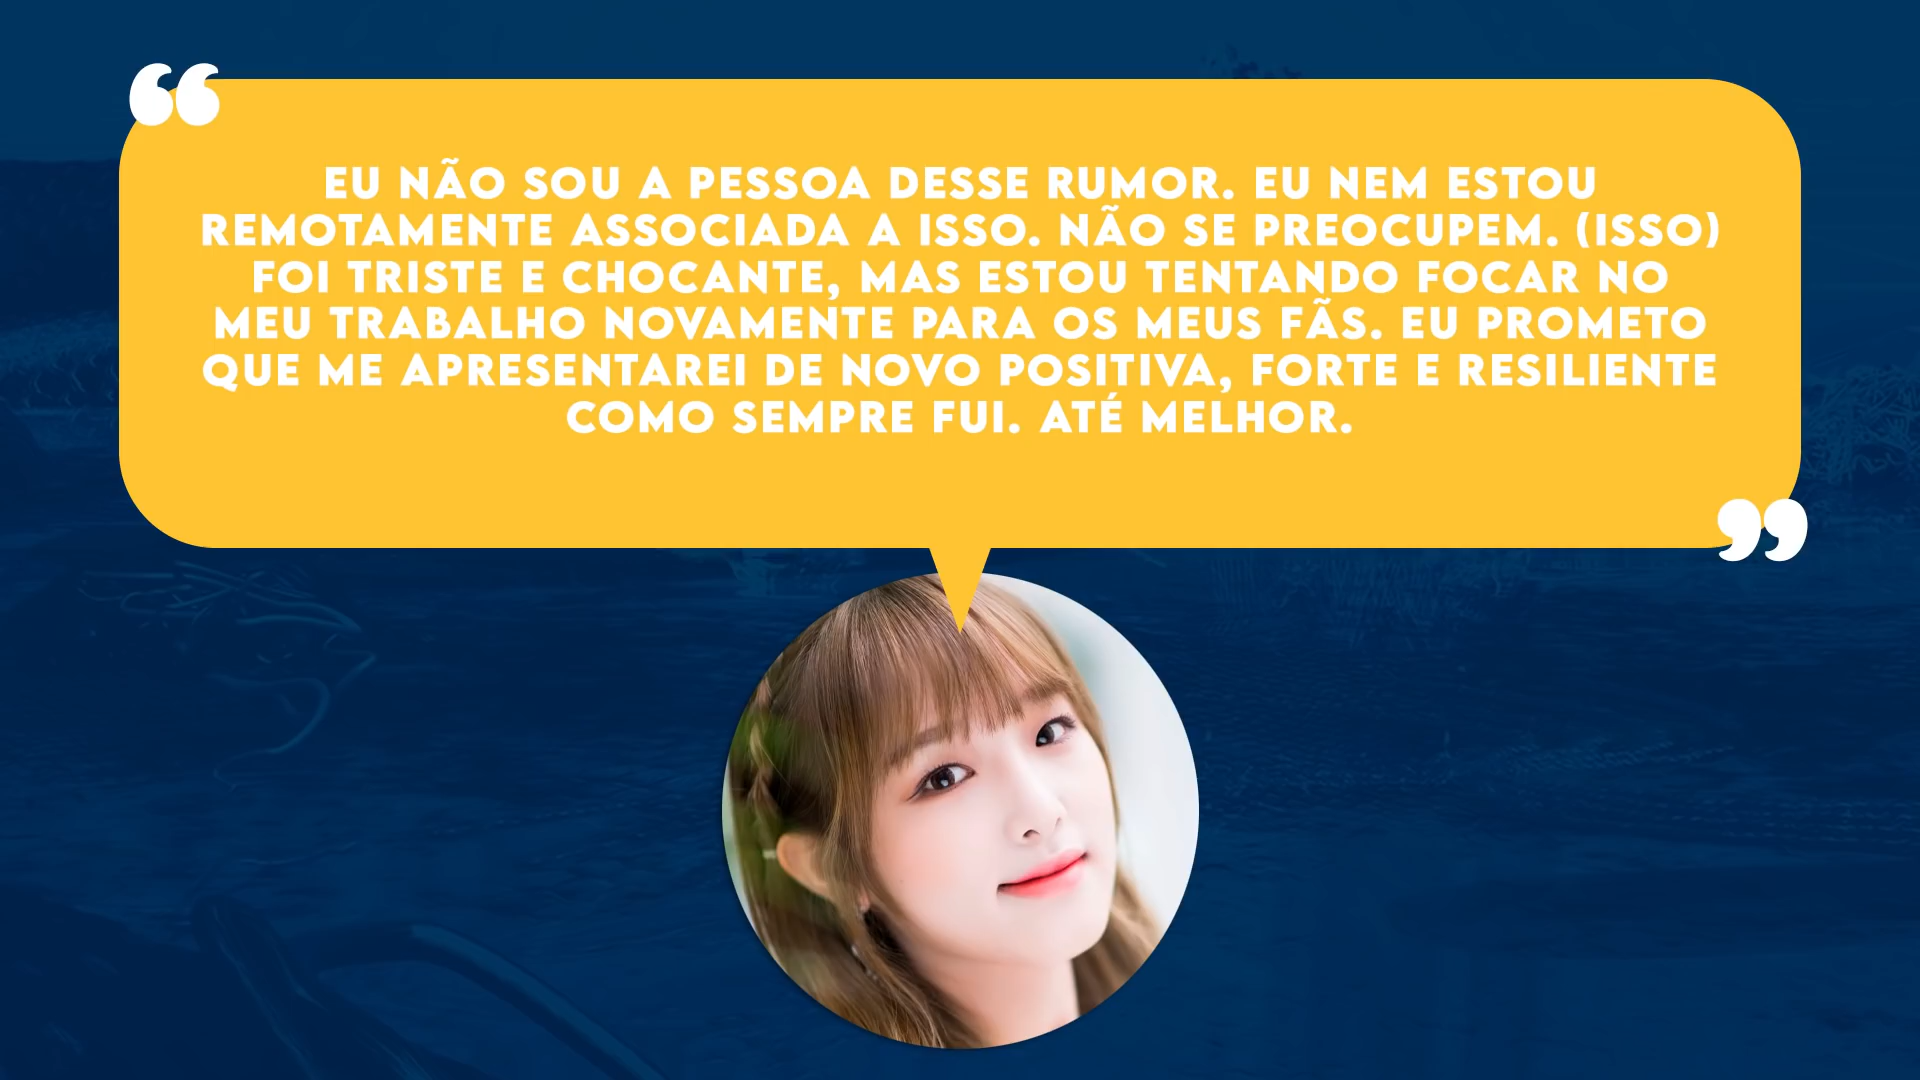 EU NÃO SOU A PESSOA DESSE RUMOR. EU NEM ESTOU
REMOTAMENTE ASSOCIADA A ISSO. NÃO SE PREOCUPEM. (ISSO)
FOI TRISTE E CHOCANTE, MAS ESTOU TENTANDO FOCAR NO
MEU TRABALHO NOVAMENTE PARA OS MEUS FÃS. EU PROMETO
QUE ME APRESENTAREI DE NOVO POSITIVA, FORTE E RESILIENTE
COMO SEMPRE FUI. ATÉ MELHOR.